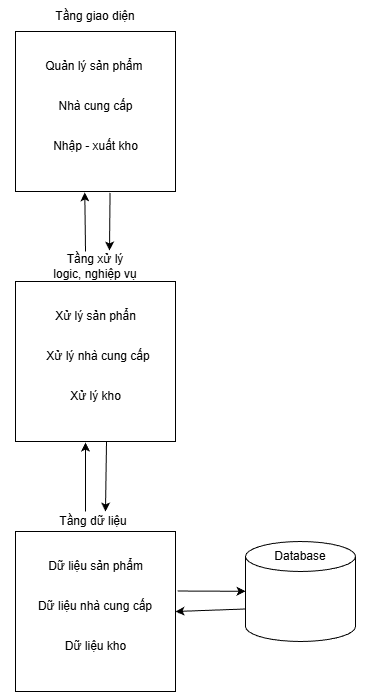 Tầng giao diện
Quản lý sản phẩm
Nhà cung cấp
Nhập - xuất kho
Tầng xử lý
logic, nghiệp vụ
Xử lý sản phẩn
Xử lý nhà cung cấp
Xử lý kho
Tầng dữ liệu
Dữ liệu sản phẩm
Dữ liệu nhà cung cấp
Dữ liệu kho
Database